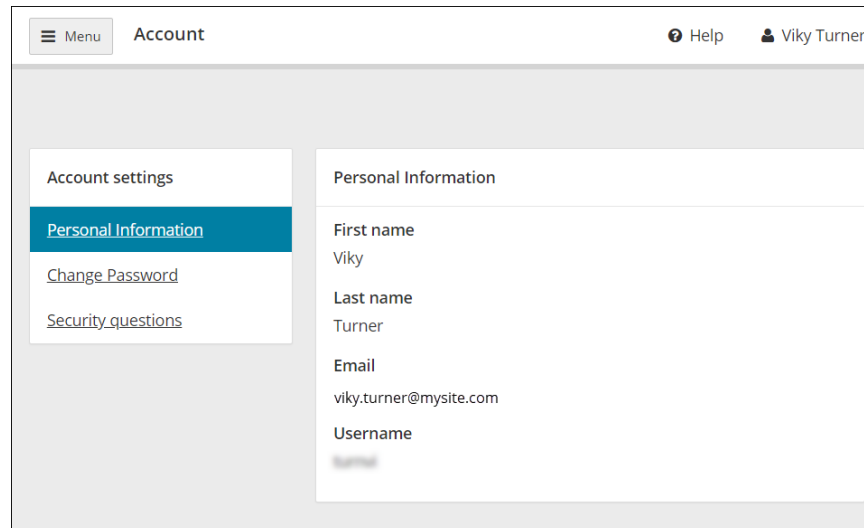 Menu
Account
Help
Viky Turner
Account settings
Personal Information
Change Password
Security questions
Personal Information
First name
Viky
Last name
Turner
Email
viky.turner@mysite.com
Username